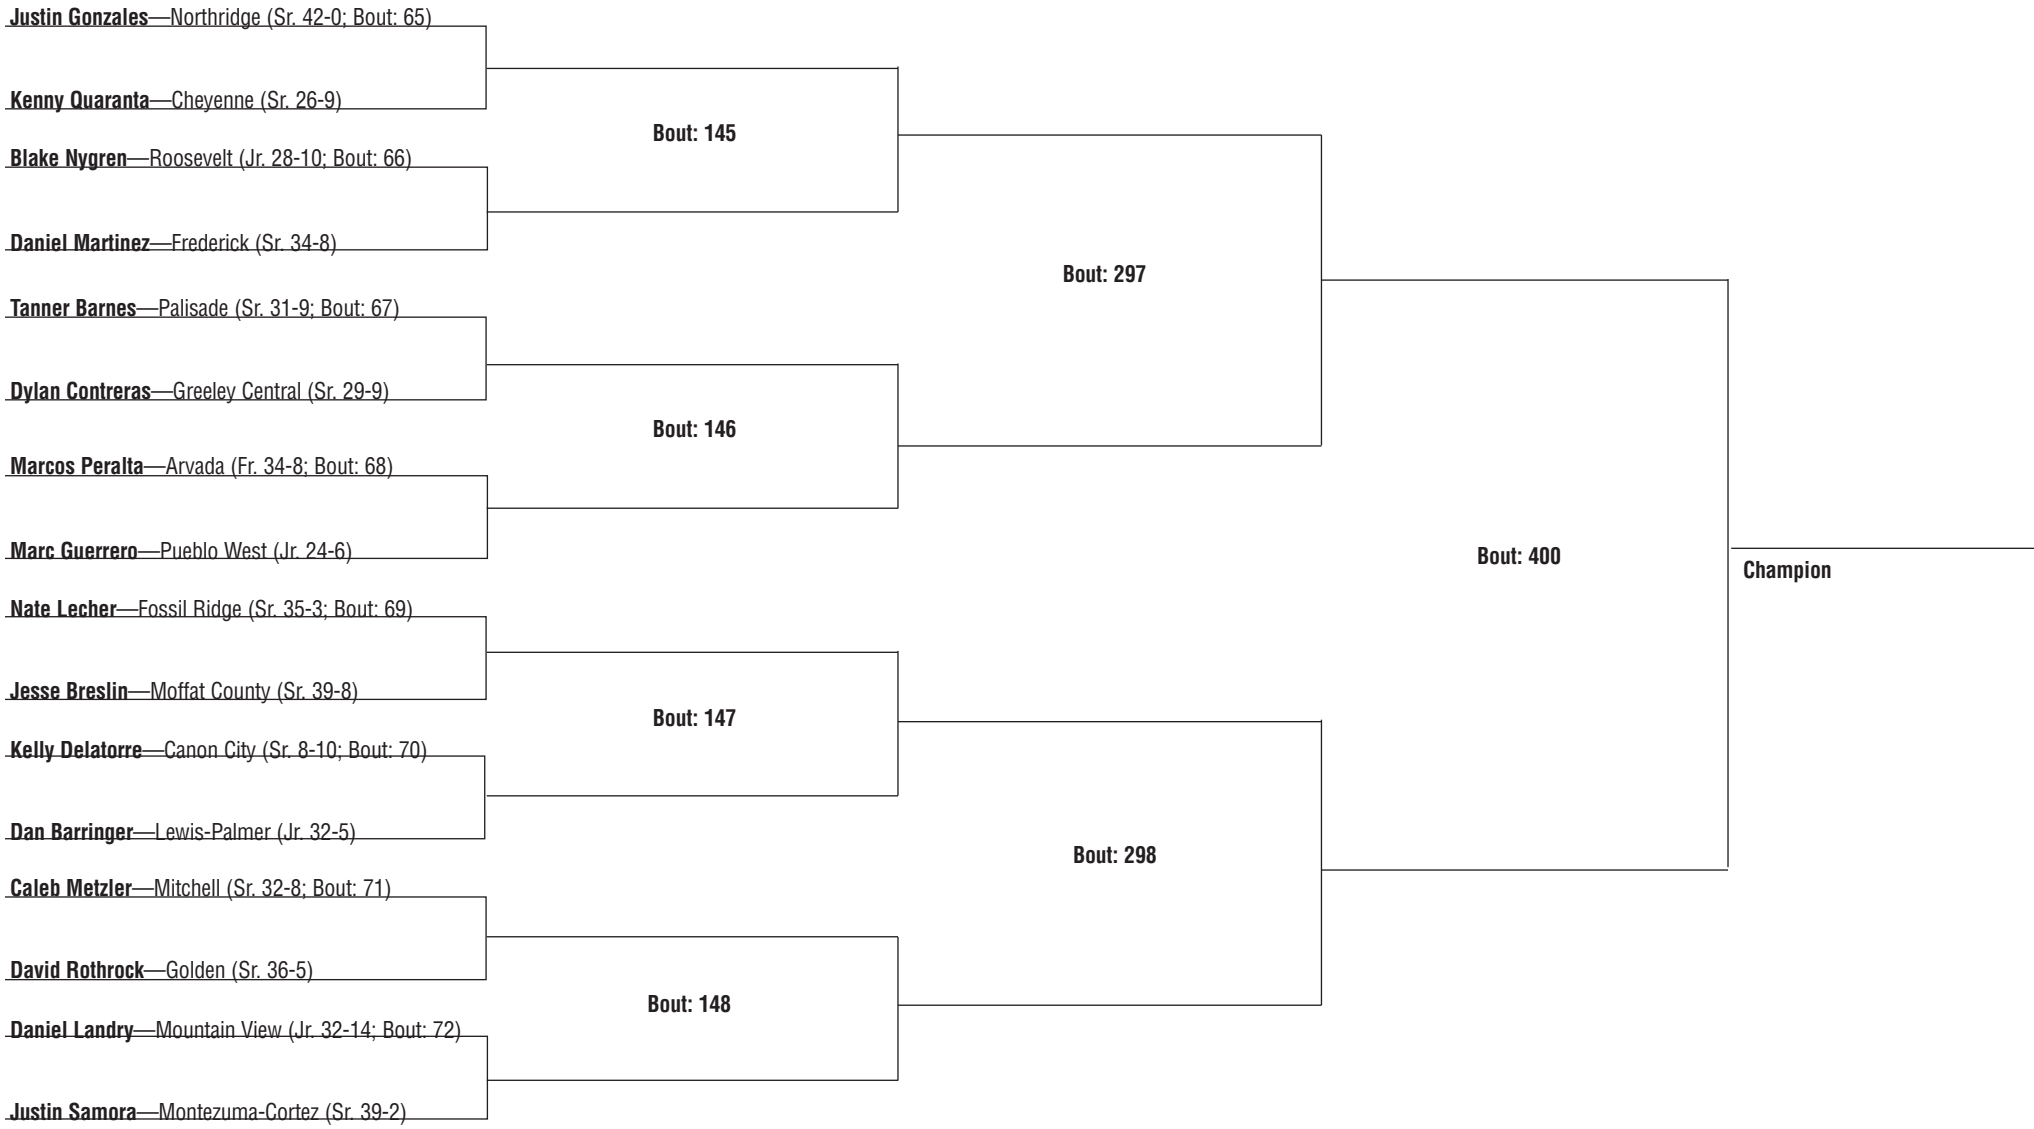 Justin Gonzales—Northridge (Sr. 42-0; Bout: 65)
Kenny Quaranta—Cheyenne (Sr. 26-9)
Blake Nygren—Roosevelt (Jr. 28-10; Bout: 66)
Daniel Martinez—Frederick (Sr. 34-8)
Tanner Barnes—Palisade (Sr. 31-9; Bout: 67)
Dylan Contreras—Greeley Central (Sr. 29-9)
Marcos Peralta—Arvada (Fr. 34-8; Bout: 68)
Marc Guerrero—Pueblo West (Jr. 24-6)
Nate Lecher—Fossil Ridge (Sr. 35-3; Bout: 69)
Jesse Breslin—Moffat County (Sr. 39-8)
Kelly Delatorre—Canon City (Sr. 8-10; Bout: 70)
Dan Barringer—Lewis-Palmer (Jr. 32-5)
Caleb Metzler—Mitchell (Sr. 32-8; Bout: 71)
David Rothrock—Golden (Sr. 36-5)
Daniel Landry—Mountain View (Jr. 32-14; Bout: 72)
Justin Samora—Montezuma-Cortez (Sr. 39-2)
Bout: 145
Bout: 146
Bout: 147
Bout: 148
Bout: 297
Bout: 298
Bout: 400
Champion